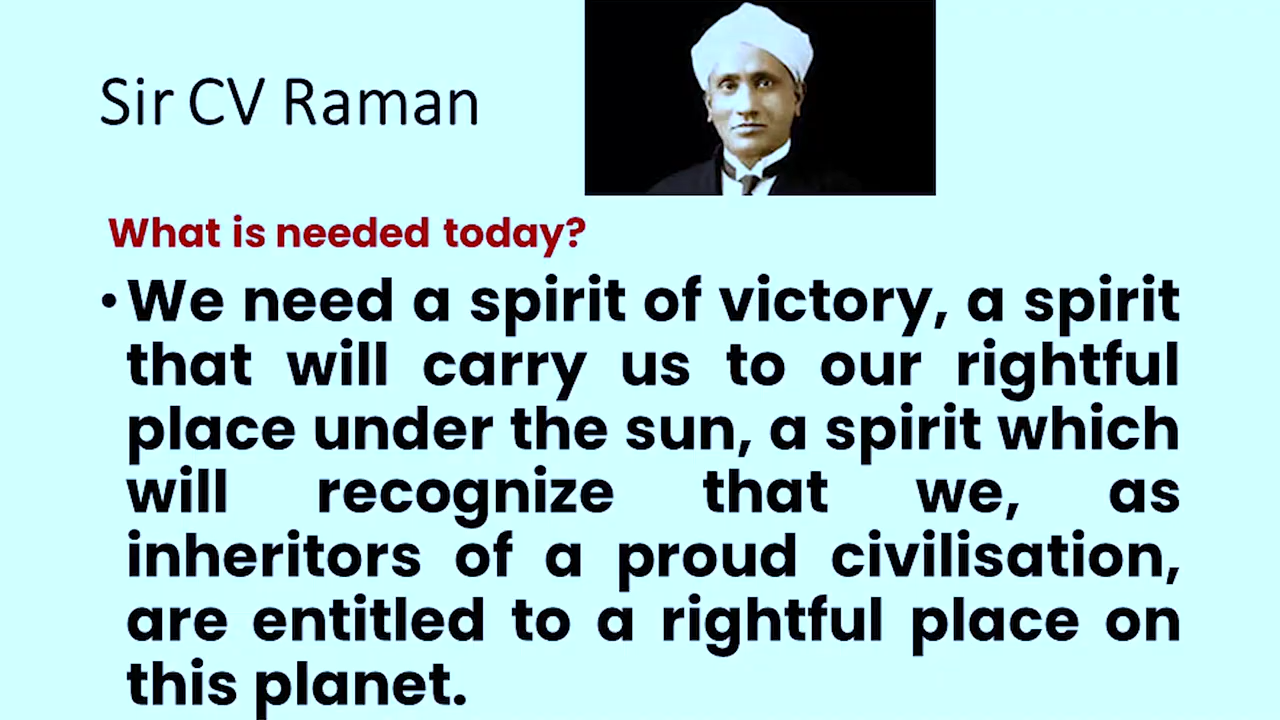 Sir CV Raman
What is needed today?
• We need a spirit of victory, a spirit
that will carry us to our rightful
place under the sun, a spirit which
will recognize that we, as
inheritors of a proud civilisation,
are entitled to a rightful place on
this planet.